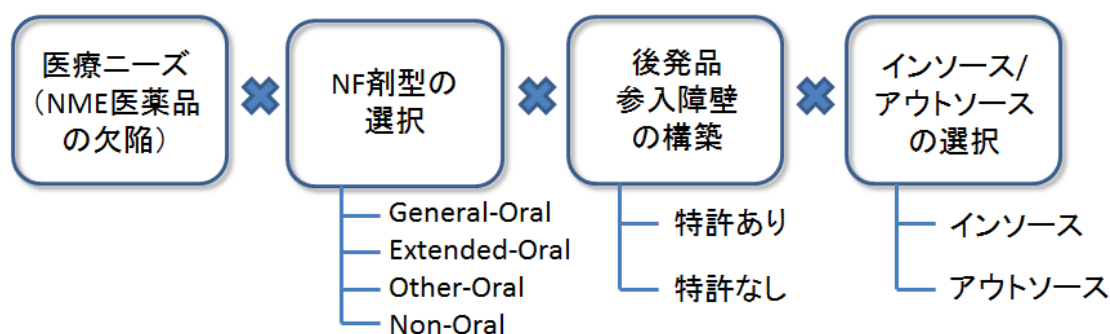 医療ニーズ
(NME医薬品
の欠陥)
NF剤型の
選択
General-Oral
Extended-Oral
Other-Oral
Non-Oral
後発品
参入障壁
の構築
特許あり
特許なし
インソース/
アウトソース
の選択
インソース
アウトソース